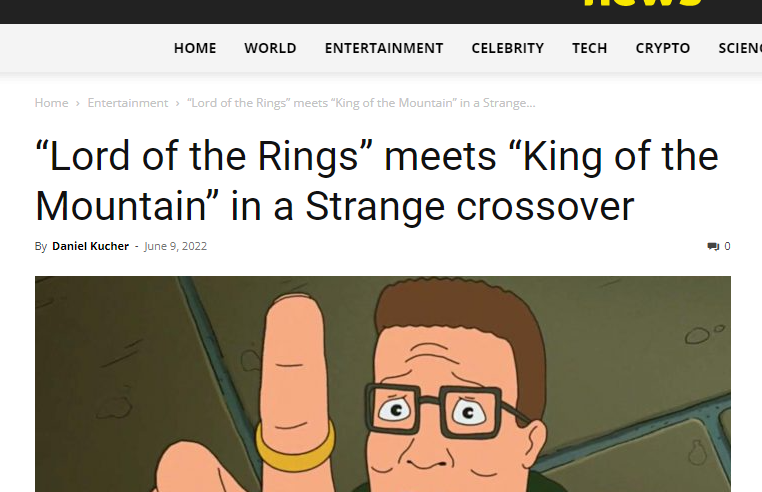 news
HOME WORLD ENTERTAINMENT CELEBRITY TECH CRYPTO
Home › Entertainment › “Lord of the Rings” meets “King of the Mountain” in a Strange...
“Lord of the Rings” meets “King of the
Mountain” in a Strange crossover
By Daniel Kucher - June 9, 2022 0